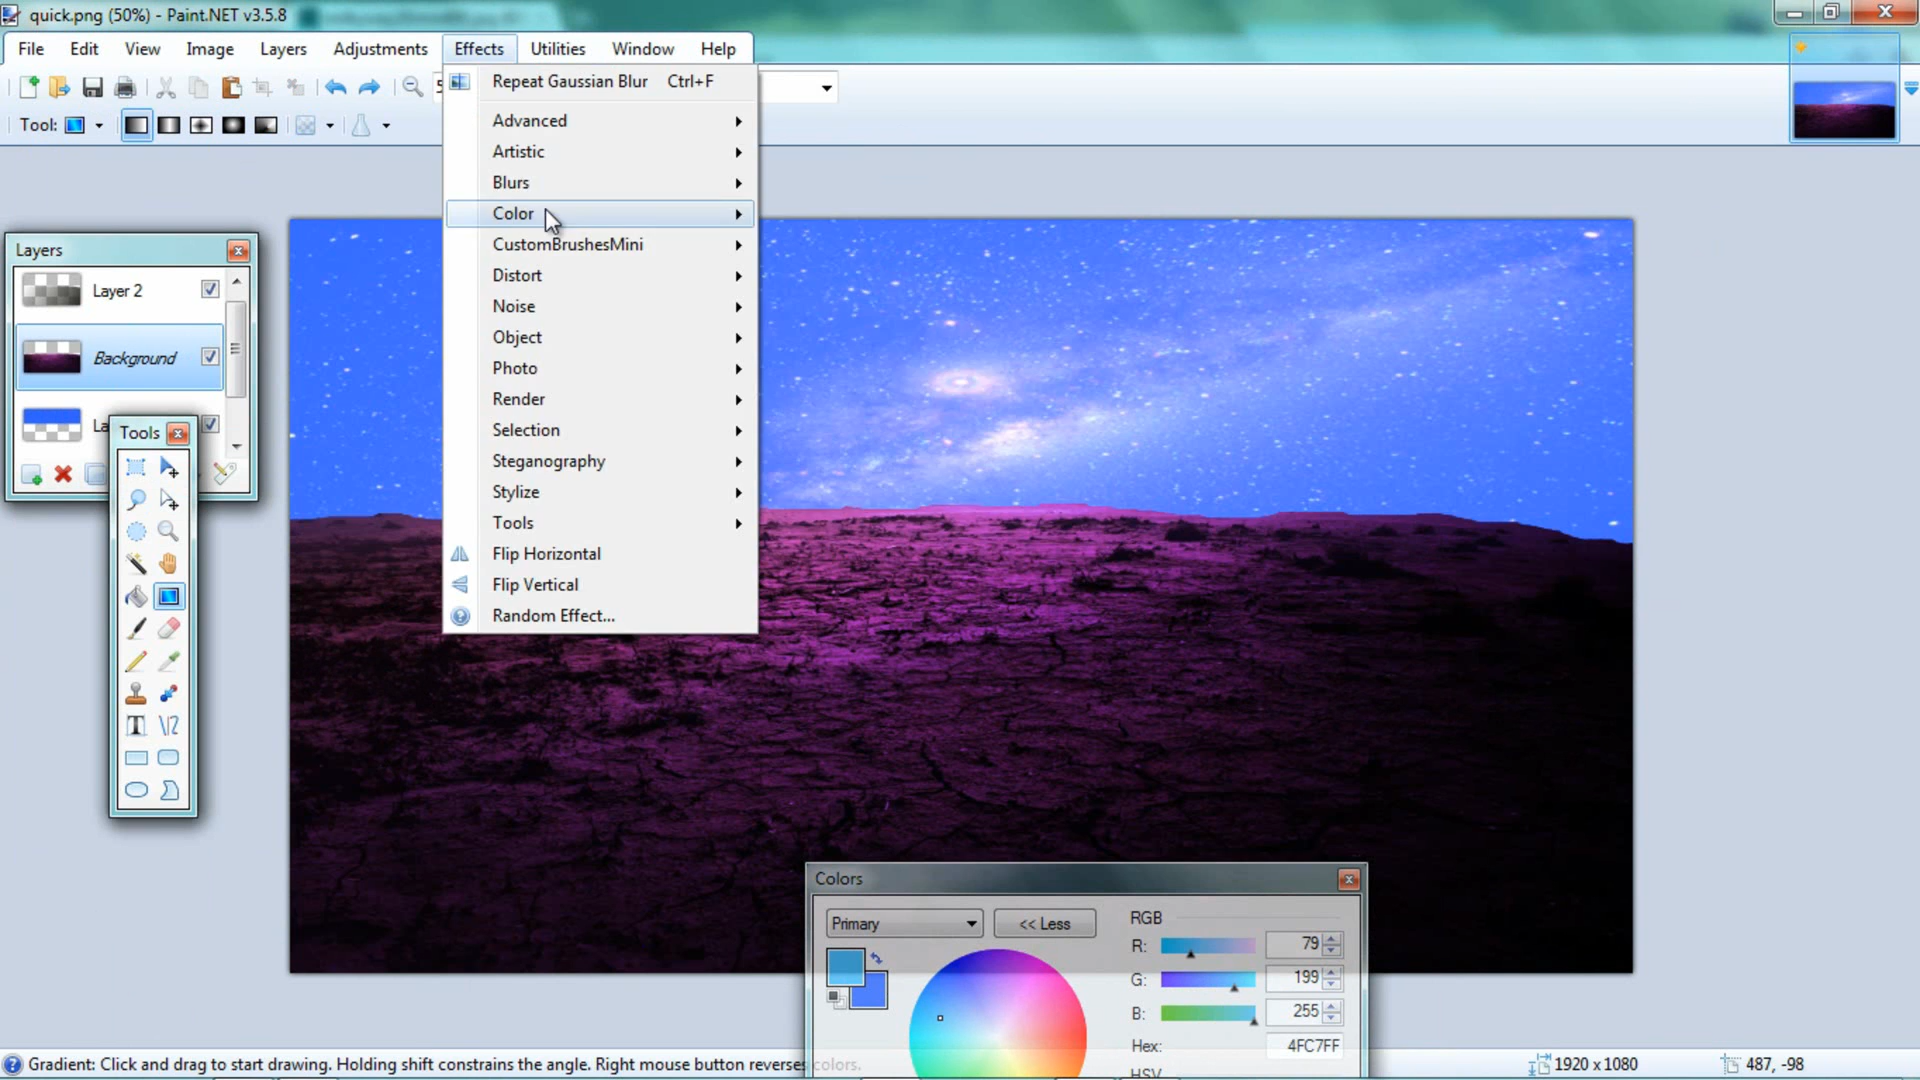 quick.png (50%) - Paint.NET v3.5.8
File Edit View Image Layers Adjustments Effects Utilities Window Help
Tool:
Repeat Gaussian Blur Ctrl+F
Advanced
Artistic
Blurs
Color
CustomBrushesMini
Distort
Noise
Object
Photo
Render
Selection
Steganography
Stylize
Tools
Flip Horizontal
Flip Vertical
Random Effect...
Layers
Layer 2
Background
La
Tools
Colors
Primary
<< Less
RGB
R: 79
G: 199
B: 255
Hex: 4FC7FF
HSV
Gradient: Click and drag to start drawing. Holding shift constrains the angle. Right mouse button reverses colors.
1920 x 1080
487, -98